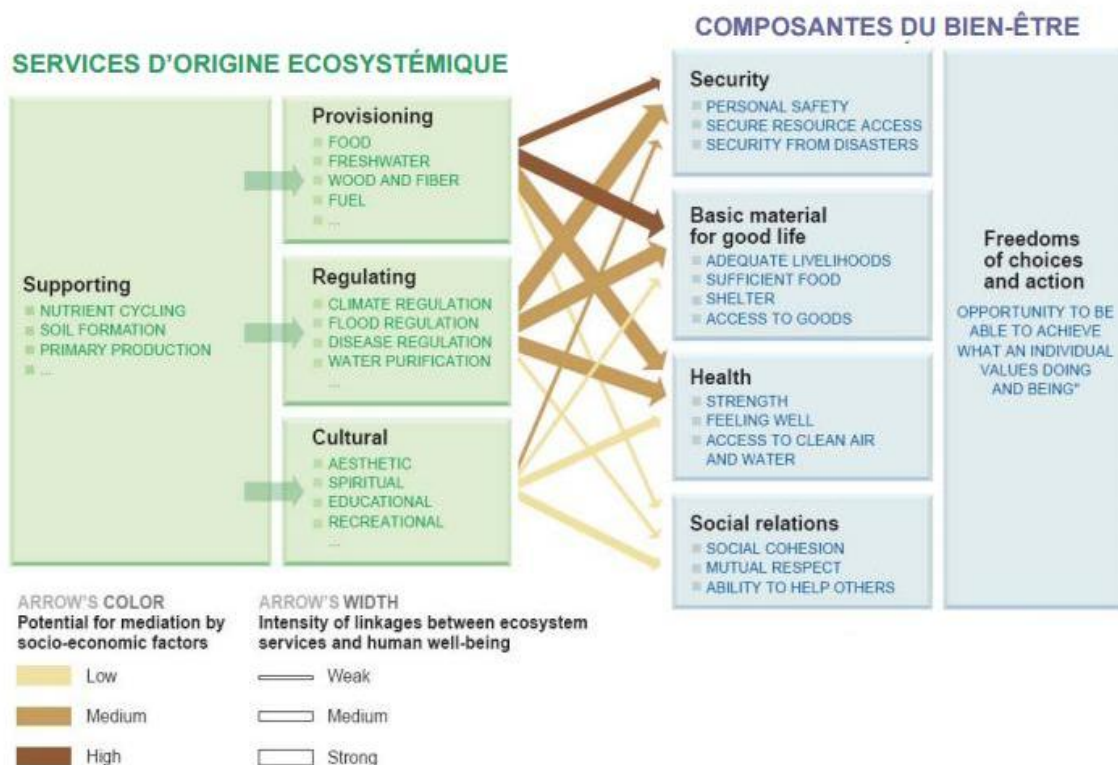 COMPOSANTES DU BIEN-ÊTRE
SERVICES D'ORIGINE ECOSYSTÉMIQUE
Supporting
NUTRIENT CYCLING
SOIL FORMATION
PRIMARY PRODUCTION
...
Provisioning
FOOD
FRESHWATER
WOOD AND FIBER
FUEL
...
Regulating
CLIMATE REGULATION
FLOOD REGULATION
DISEASE REGULATION
WATER PURIFICATION
...
Cultural
AESTHETIC
SPIRITUAL
EDUCATIONAL
RECREATIONAL
...
Security
PERSONAL SAFETY
SECURE RESOURCE ACCESS
SECURITY FROM DISASTERS
Basic material
for good life
ADEQUATE LIVELIHOODS
SUFFICIENT FOOD
SHELTER
ACCESS TO GOODS
Health
STRENGTH
FEELING WELL
ACCESS TO CLEAN AIR
AND WATER
Social relations
SOCIAL COHESION
MUTUAL RESPECT
ABILITY TO HELP OTHERS
Freedoms
of choices
and action
OPPORTUNITY TO BE
ABLE TO ACHIEVE
WHAT AN INDIVIDUAL
VALUES DOING
AND BEING"
ARROW'S COLOR
Potential for mediation by
socio-economic factors
Low
Medium
High
ARROW'S WIDTH
Intensity of linkages between ecosystem
services and human well-being
Weak
Medium
Strong